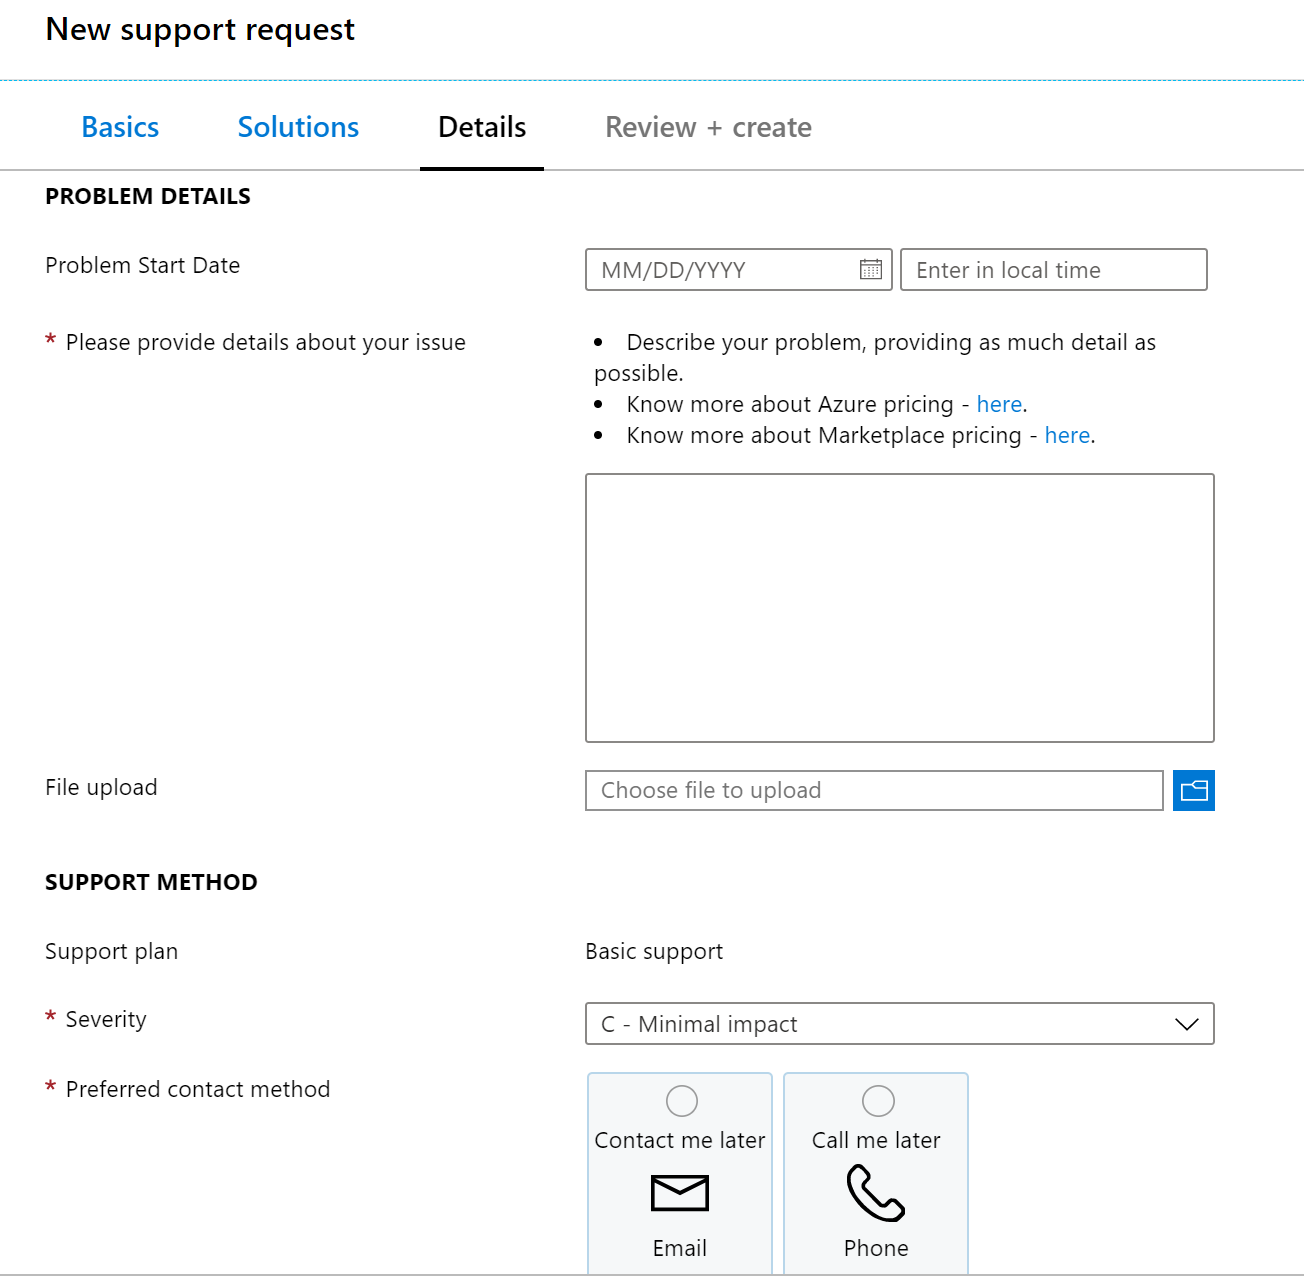 New support request
Basics Solutions Details Review + create
PROBLEM DETAILS
Problem Start Date
MM/DD/YYYY Enter in local time
* Please provide details about your issue
• Describe your problem, providing as much detail as
possible.
• Know more about Azure pricing - here.
• Know more about Marketplace pricing - here.
File upload
Choose file to upload
SUPPORT METHOD
Support plan Basic support
* Severity
C - Minimal impact
* Preferred contact method
Contact me later Call me later
Email Phone